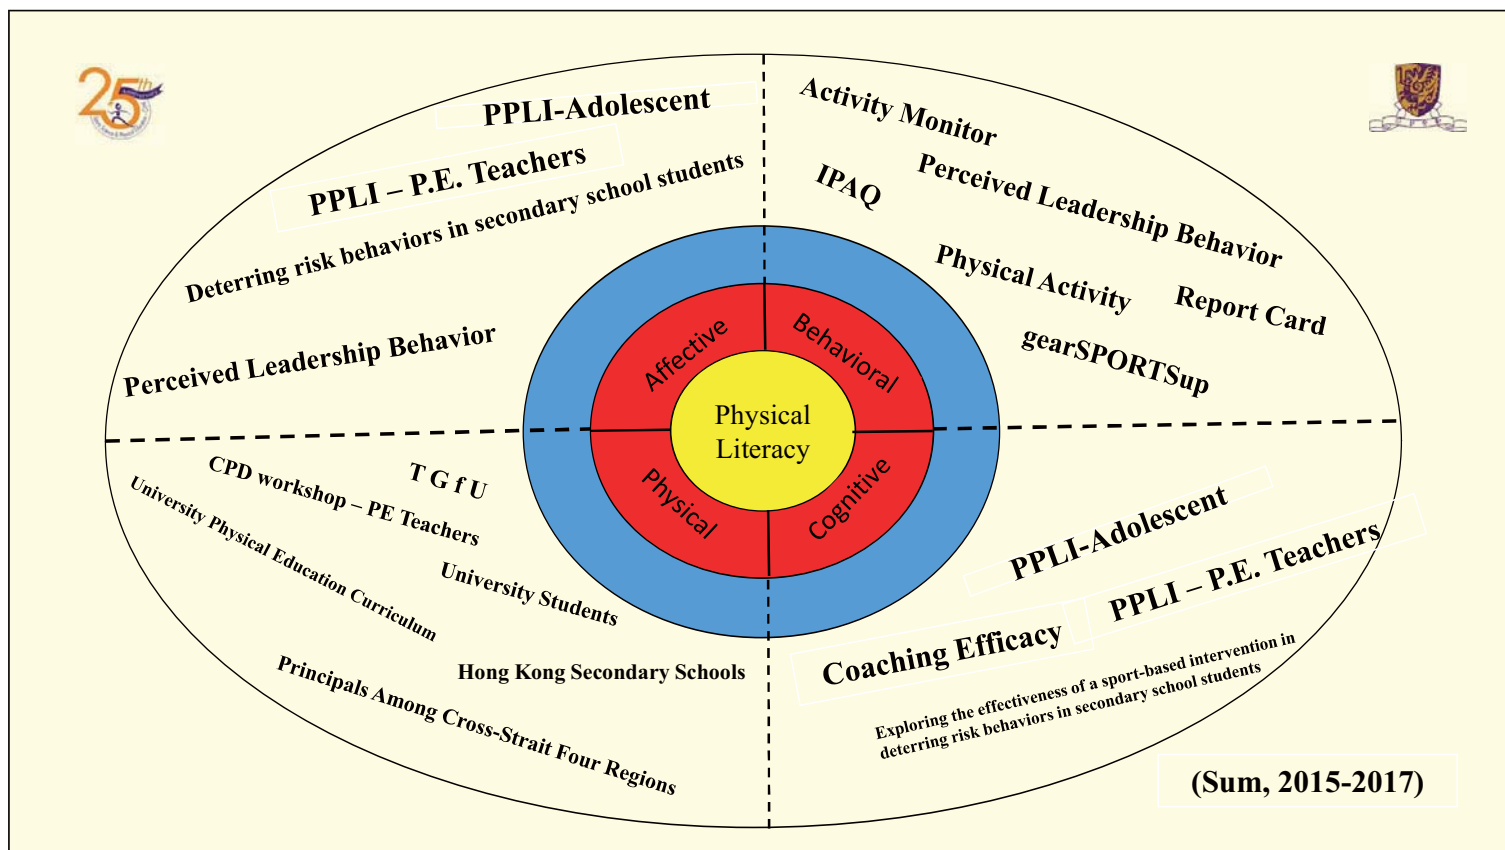 25th
PPLI-Adolescent
PPLI – P.E. Teachers
Deterring risk behaviors in secondary school students
Perceived Leadership Behavior
Activity Monitor
IPAQ
Perceived Leadership Behavior
Physical Activity
Report Card
gearSPORTSup
Affective
Behavioral
Physical
Literacy
Physical
Cognitive
T G f U
CPD workshop – PE Teachers
University Physical Education Curriculum
University Students
Hong Kong Secondary Schools
Principals Among Cross-Strait Four Regions
PPLI-Adolescent
PPLI – P.E. Teachers
Coaching Efficacy
Exploring the effectiveness of a sport-based intervention in
deterring risk behaviors in secondary school students
(Sum, 2015-2017)